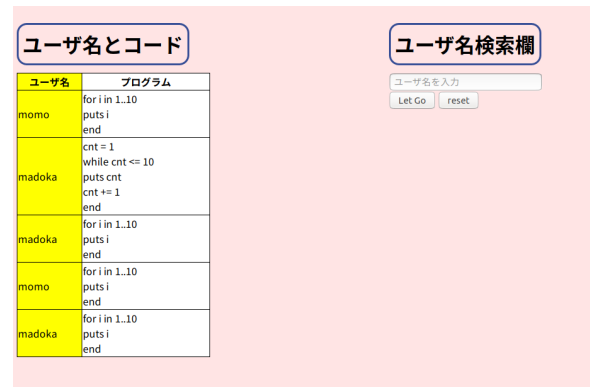 ユーザ名とコード
ユーザ名 プログラム
momo
for i in 1..10
puts i
end
madoka
cnt = 1
while cnt <= 10
puts cnt
cnt += 1
end
madoka
for i in 1..10
puts i
end
momo
for i in 1..10
puts i
end
madoka
for i in 1..10
puts i
end
ユーザ名検索欄
ユーザ名を入力
Let Go reset